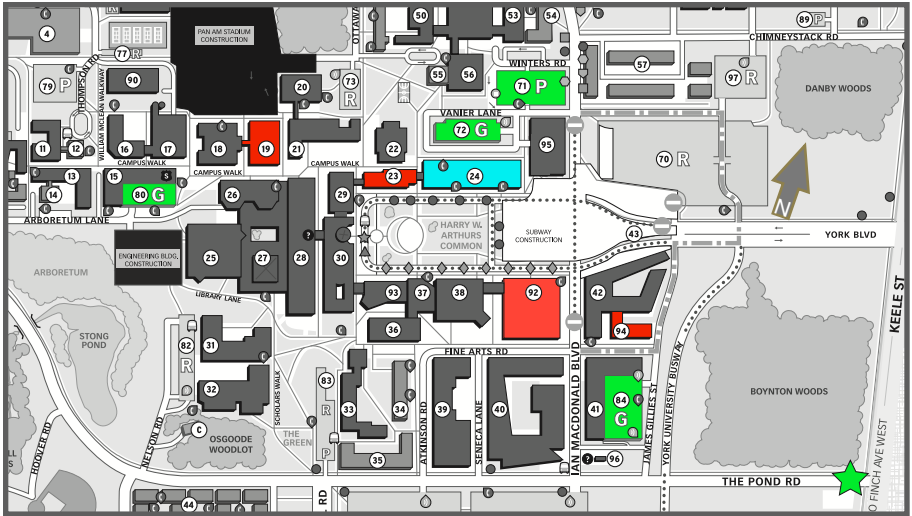 50
53
54
OTTAWA
89 P
4
R
PAN AM STADIUM
CONSTRUCTION
CHIMNEYSTACK RD
77 R
WINTERS RD
57
79 P
THOMPSON RD
90
20
73
R
55
56
71
P
97 R
DANBY WOODS
WILLIAM MCLEAN WALKWAY
VANIER LANE
72 G
11
12
16
17
18
19
21
22
95
70 R
CAMPUS WALK
CAMPUS WALK
CAMPUS WALK
13
15
S
23
24
14
80 G
26
29
N
ARBORETUM LANE
HARRY W.
ARTHURS
COMMON
SUBWAY
CONSTRUCTION
43
YORK BLVD
ENGINEERING BLDG.
CONSTRUCTION
25
27
28
?
30
ARBORETUM
KEELE ST
LIBRARY LANE
93
37
38
92
42
94
36
STONG
POND
82
R
31
FINE ARTS RD
IAN MACDONALD BLVD
32
SCHOLARS WALK
83
R
P
33
34
ATKINSON RD
39
SENECA LANE
40
41
84
G
JAMES GILLIES ST
YORK UNIVERSITY BUSWAY
BOYNTON WOODS
C
OSGOODE
WOODLOT
THE
GREEN
HOOVER RD
NELSON RD
35
? 96
THE POND RD
O FINCH AVE WEST
44
RD